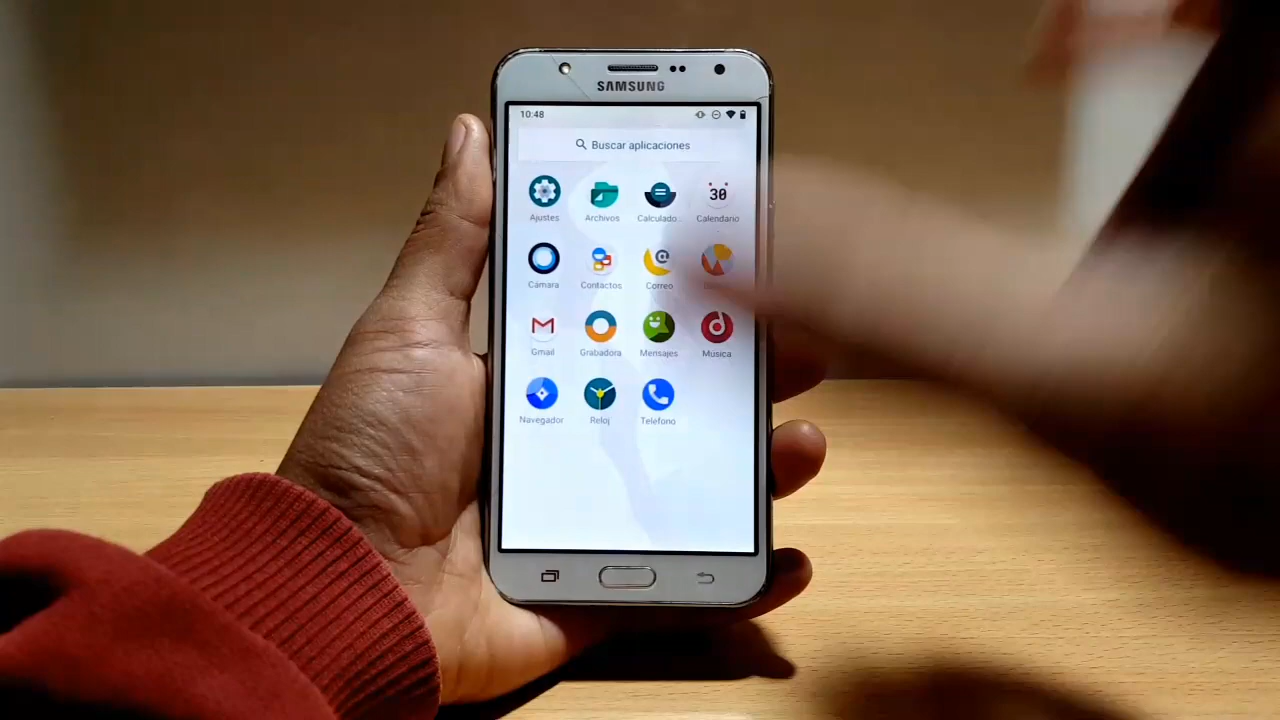 SAMSUNG
10:48
Buscar aplicaciones
Ajustes Archivos Calculado... Calendario
30
Cámara Contactos Correo
Gmail Grabadora Mensajes Música
Navegador Reloj Teléfono